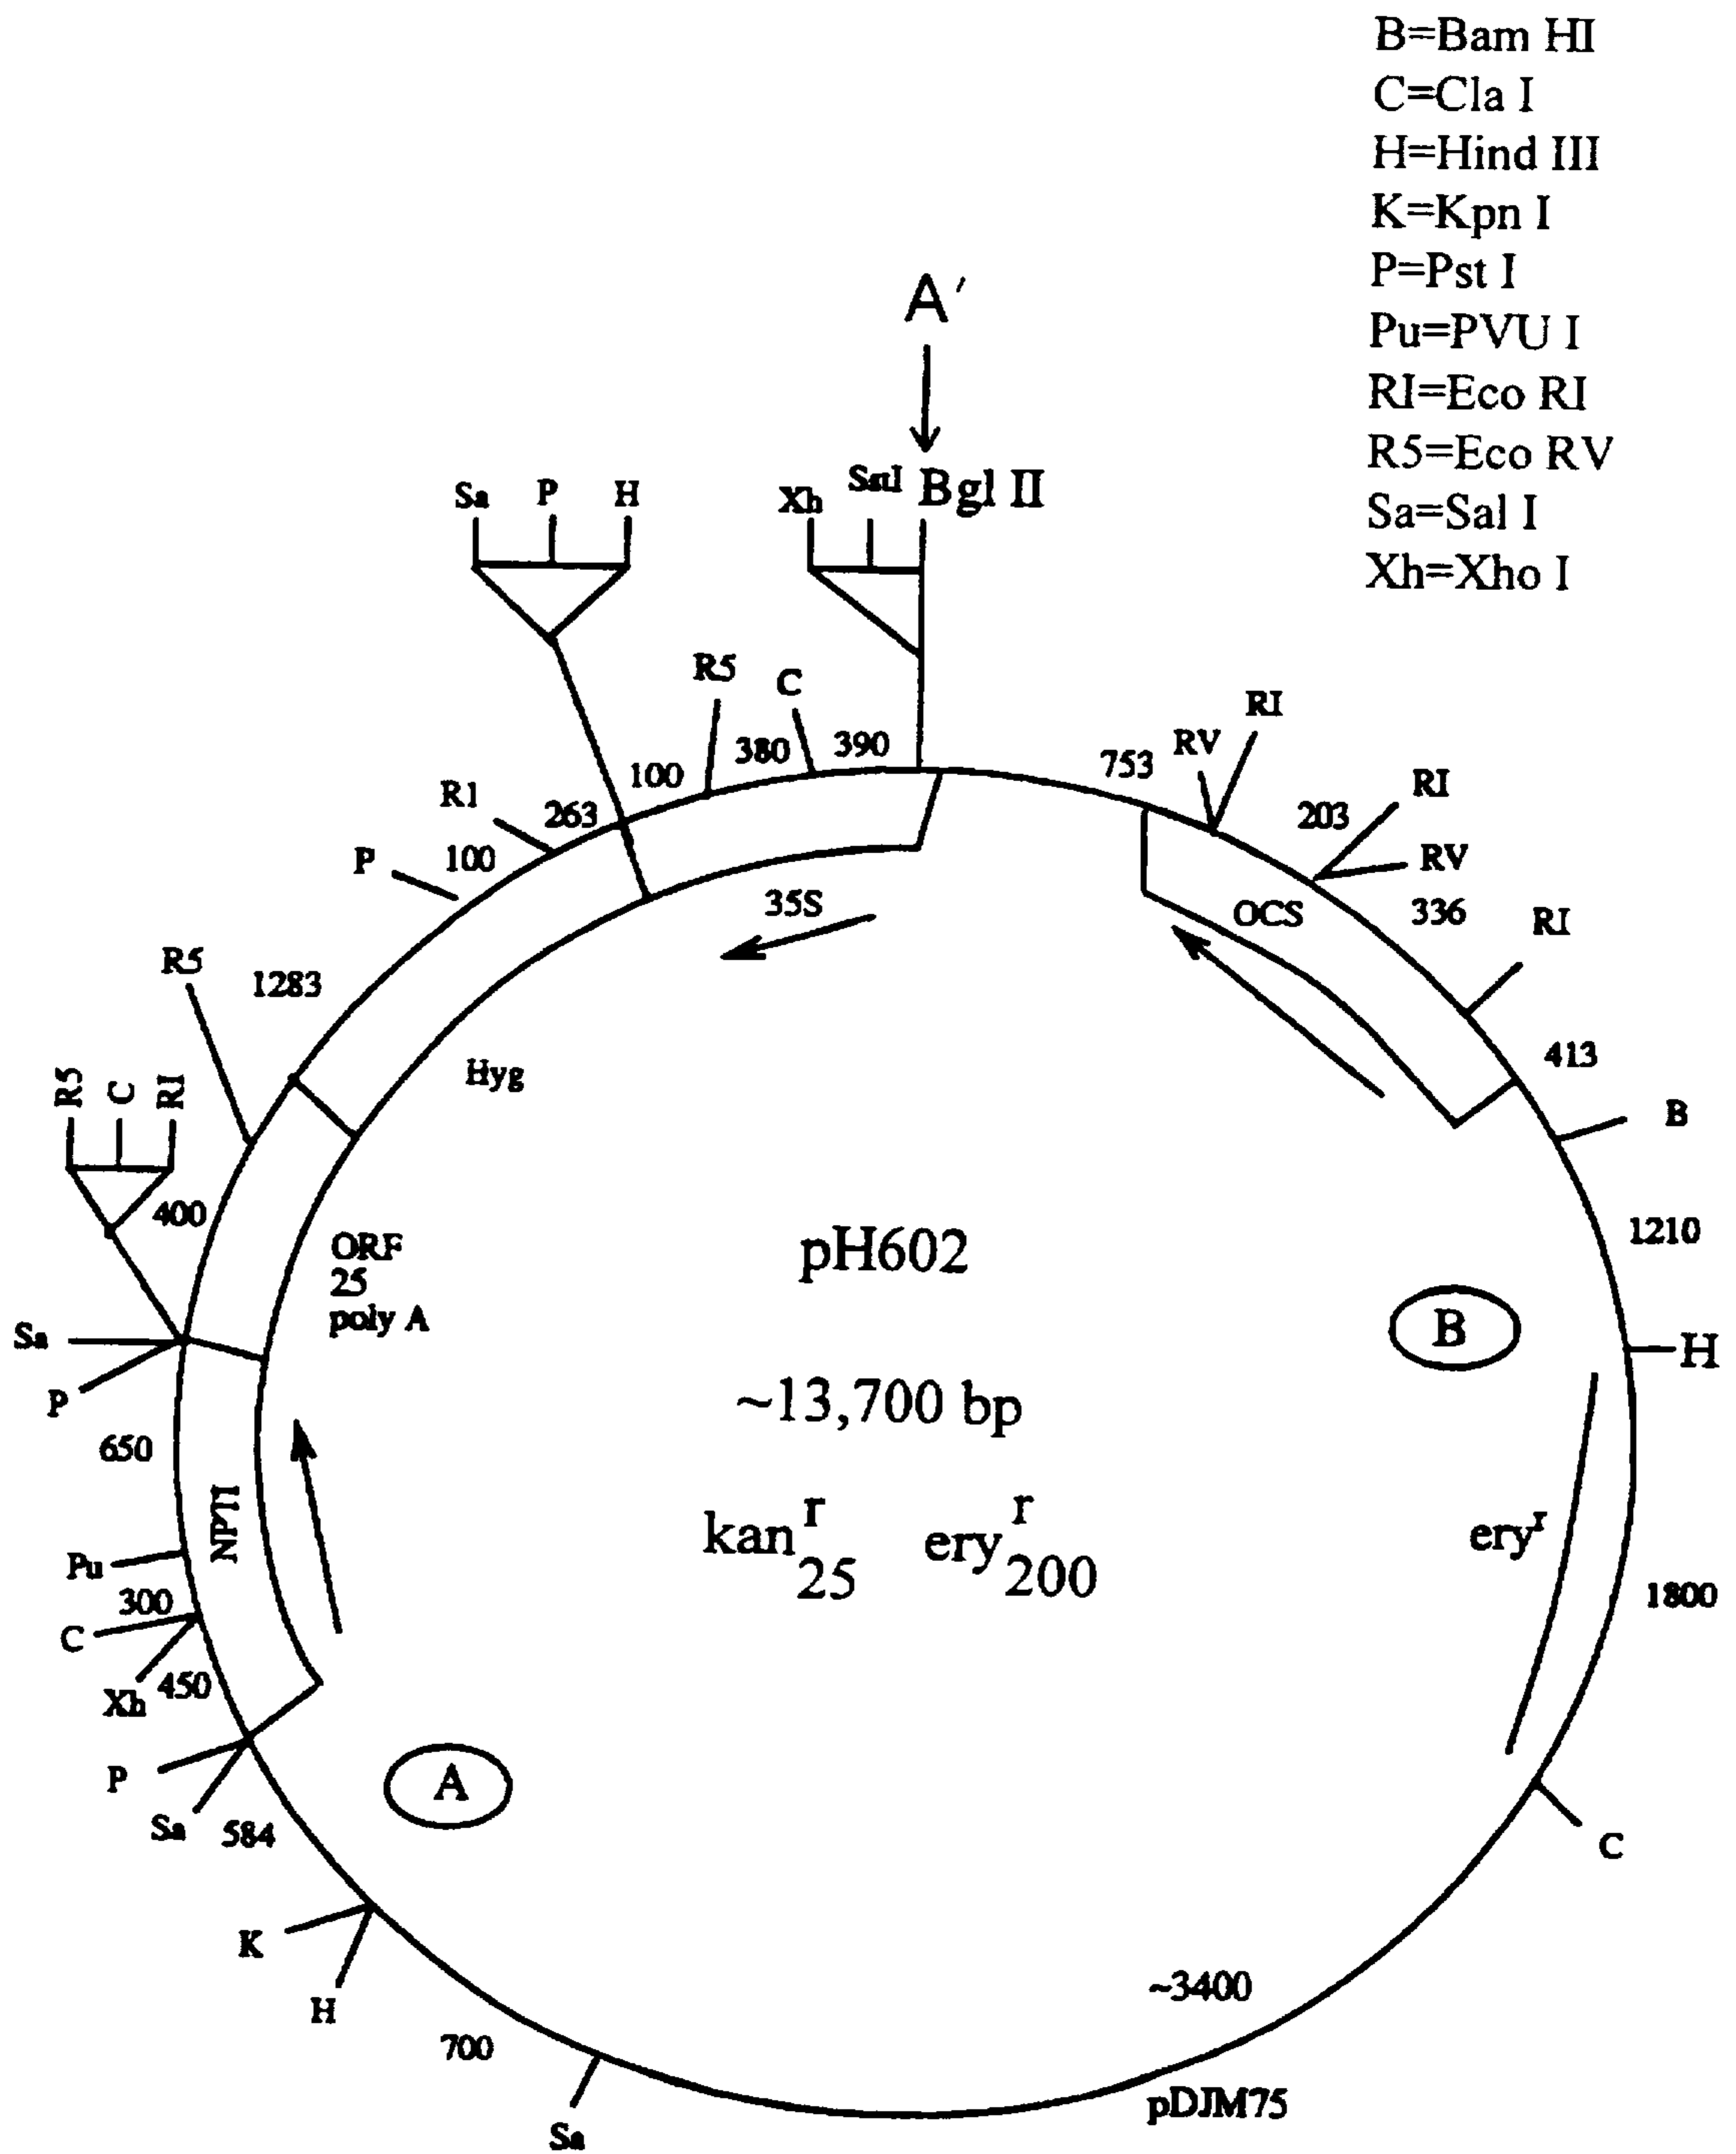 B=Bam HI
C=Cla I
H=Hind III
K=Kpn I
P=Pst I
Pu=PVU I
RI=Eco RI
R5=Eco RV
Sa=Sal I
Xh=Xho I
A′
Sa P H
Xh SalI Bgl II
R5 C
RV RI
100 380 390 753
R1 263 203 RI
P 100 RV
35S OCS 336 RI
R5 1283
413
Hyg
B
R5 C RI
400
ORF
25
poly A
pH602
1210
B
Sa
H
P
~13,700 bp
650
NPTI
kan r 25 ery r 200
ery r
Pu
300
1800
C
Xh 450
P
A
Sa 584
C
K
H
~3400
700
pDJM75
Sa